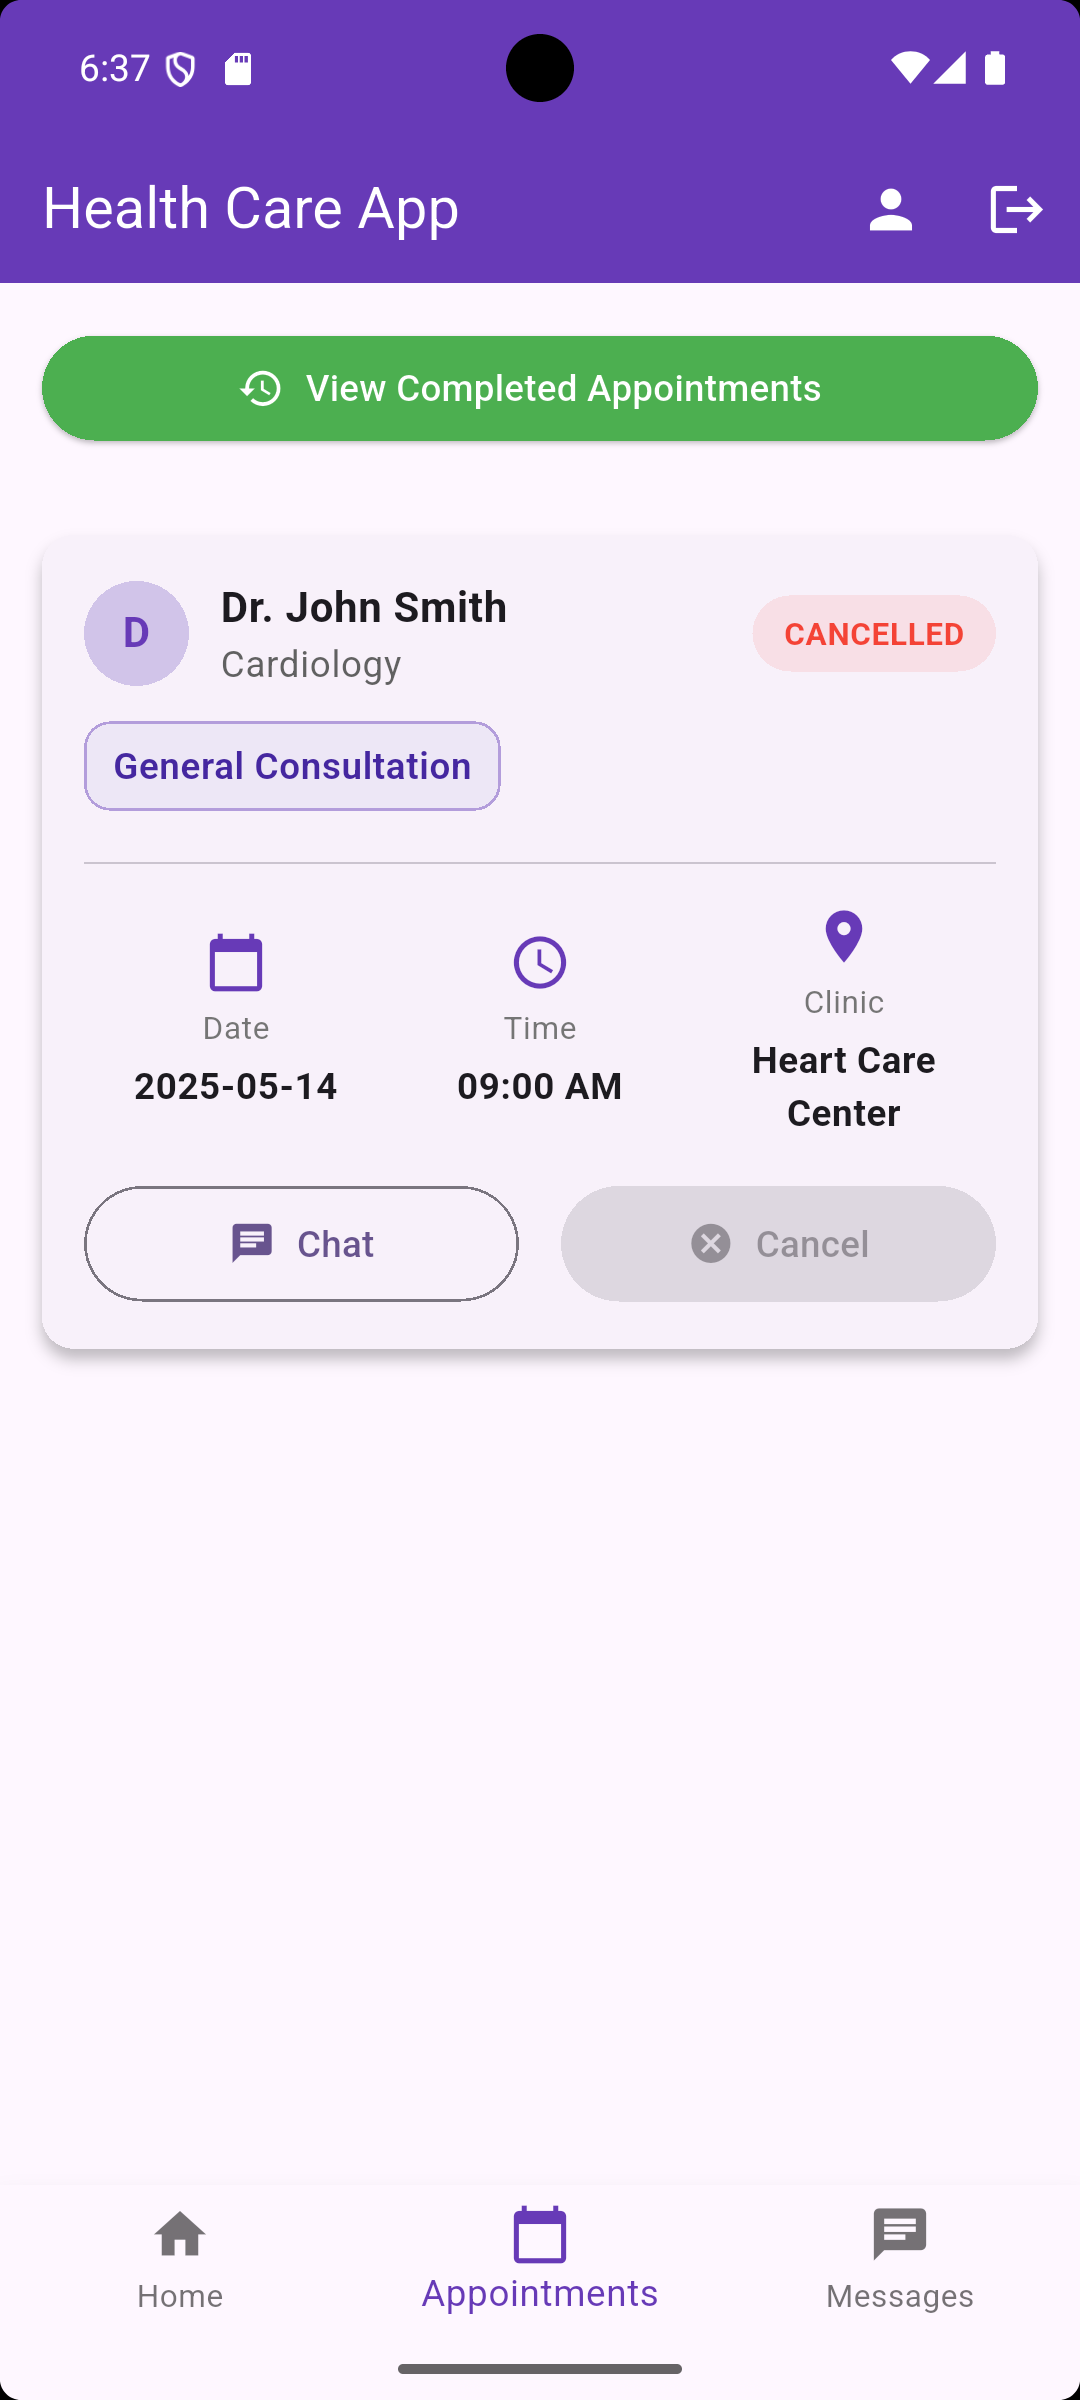 6:37
Health Care App
View Completed Appointments
D
Dr. John Smith
Cardiology
CANCELLED
General Consultation
Date
2025-05-14
Time
09:00 AM
Clinic
Heart Care
Center
Chat
Cancel
Home
Appointments
Messages